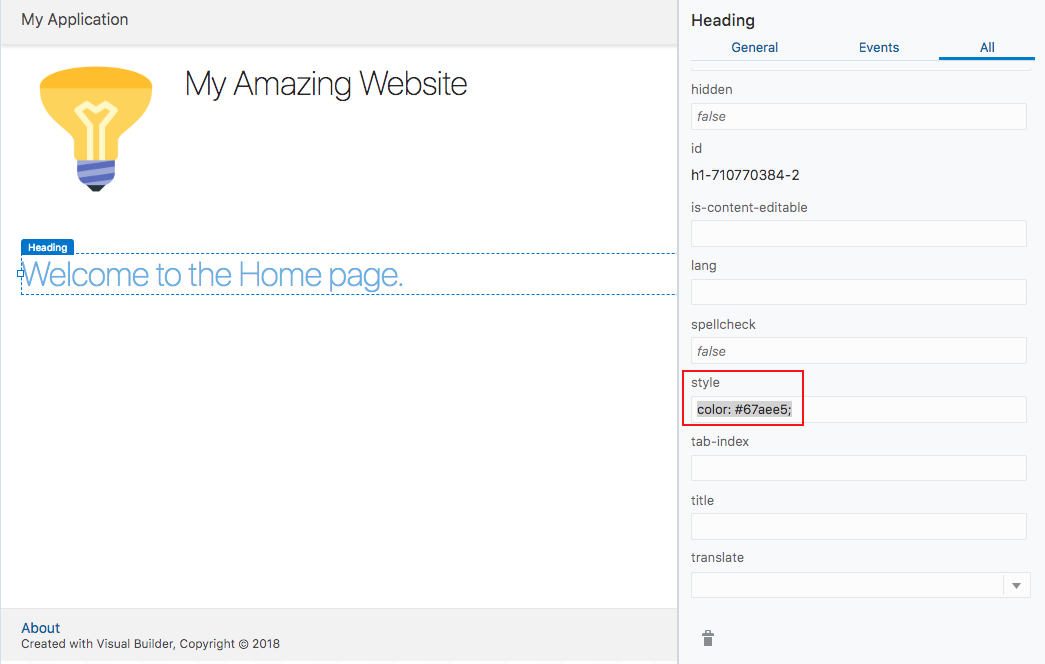 My Application
My Amazing Website
Heading
Welcome to the Home page.
About
Created with Visual Builder, Copyright © 2018
Heading
General Events All
hidden
false
id
h1-710770384-2
is-content-editable
lang
spellcheck
false
style
color: #67aee5;
tab-index
title
translate